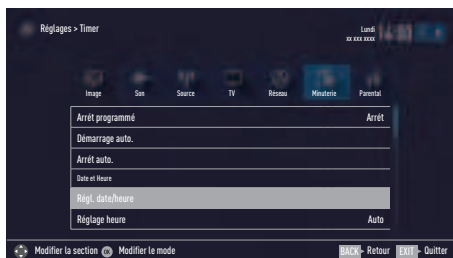 Réglages > Timer
Lundi
xx xxx xxxx
Image Son Source TV Réseau Minuterie Parental
Arrêt programmé Arrêt
Démarrage auto.
Arrêt auto.
Date et Heure
Régl. date/heure
Réglage heure Auto
Modifier la section OK Modifier le mode BACK Retour EXIT Quitter